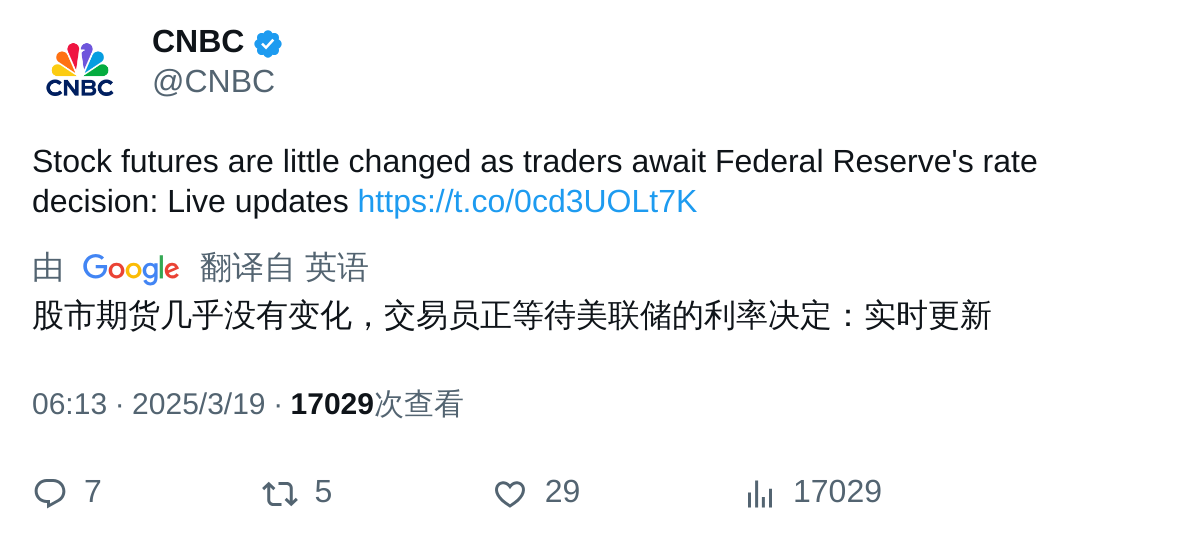 CNBC
CNBC
@CNBC
Stock futures are little changed as traders await Federal Reserve's rate
decision: Live updates https://t.co/0cd3UOLt7K
由 Google 翻译自 英语
股市期货几乎没有变化，交易员正等待美联储的利率决定：实时更新
06:13 · 2025/3/19 · 17029次查看
7 5 29 17029